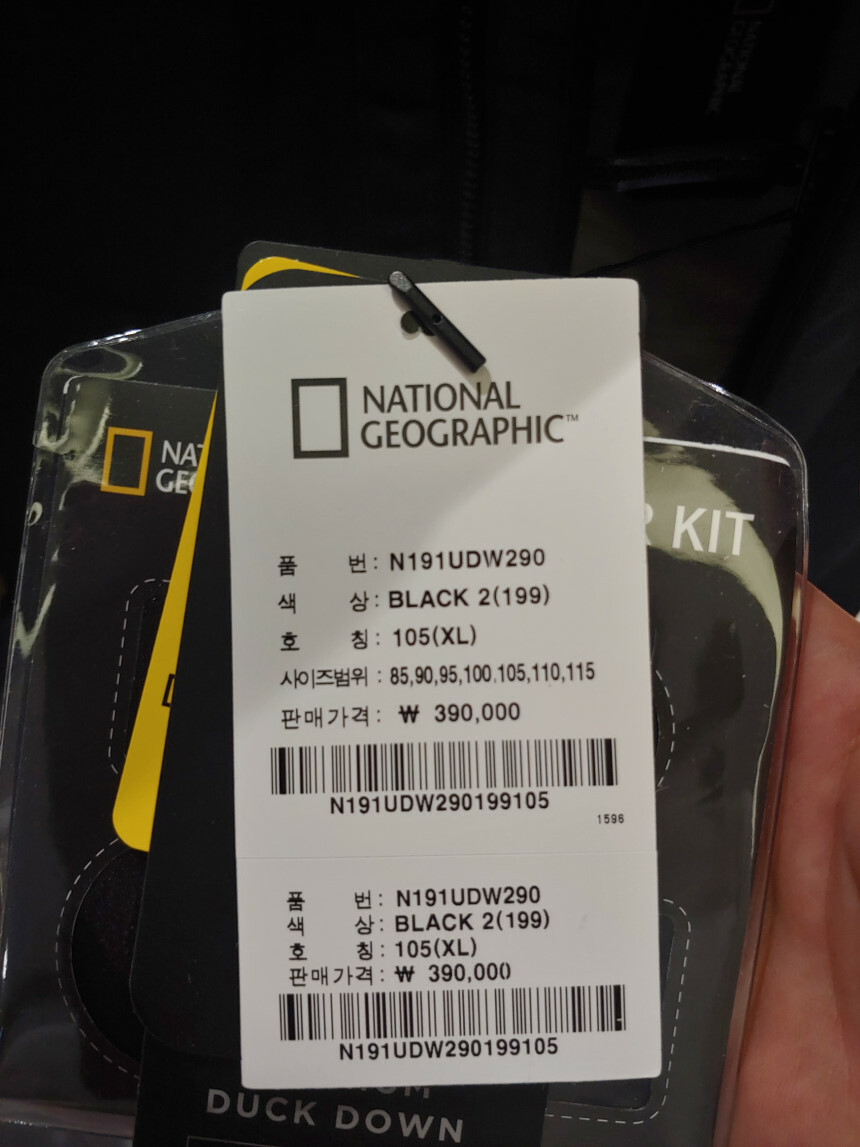 NATIONAL
GEOGRAPHIC™
KIT
품 번: N191UDW290
색 상: BLACK 2(199)
호 칭: 105(XL)
사이즈범위 : 85,90,95,100.105,110,115
판매가격: ₩ 390,000
N191UDW290199105
1596
품 번: N191UDW290
색 상: BLACK 2(199)
호 칭: 105(XL)
판매가격: ₩ 390,000
N191UDW290199105
DUCK DOWN